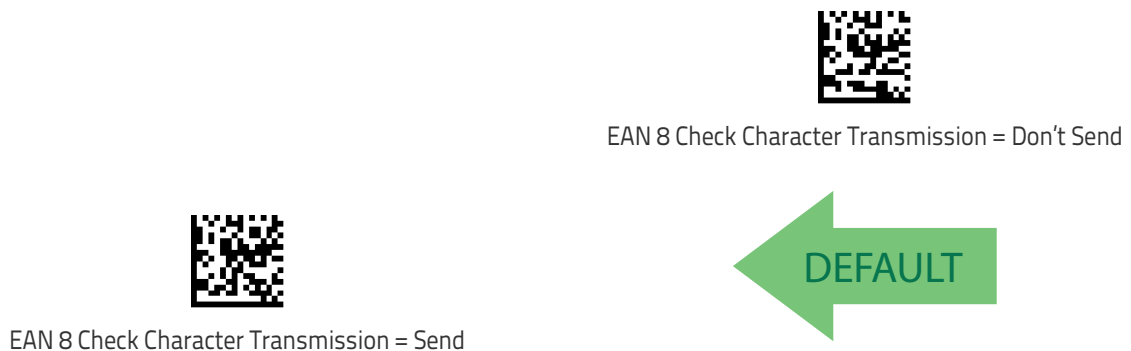 EAN 8 Check Character Transmission = Don't Send
DEFAULT
EAN 8 Check Character Transmission = Send